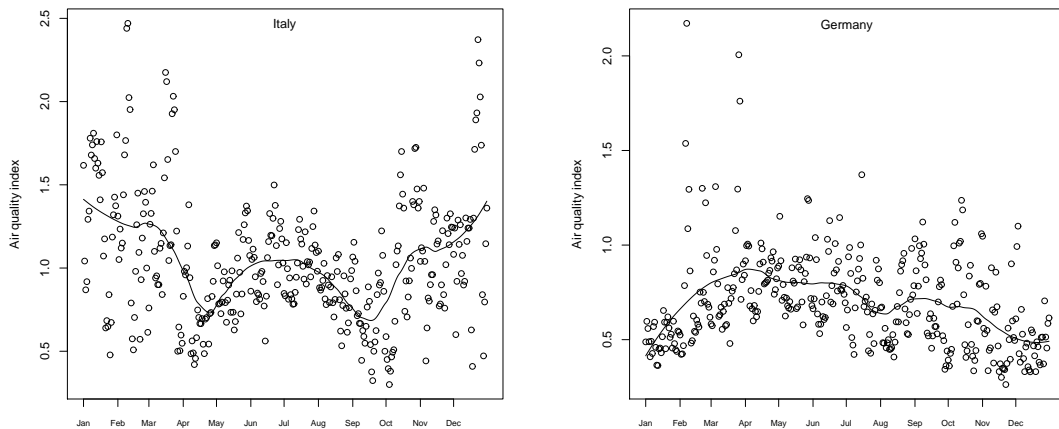 Italy
Air quality index
2.5
2.0
1.5
1.0
0.5
Jan Feb Mar Apr May Jun Jul Aug Sep Oct Nov Dec
Germany
Air quality index
2.0
1.5
1.0
0.5
Jan Feb Mar Apr May Jun Jul Aug Sep Oct Nov Dec